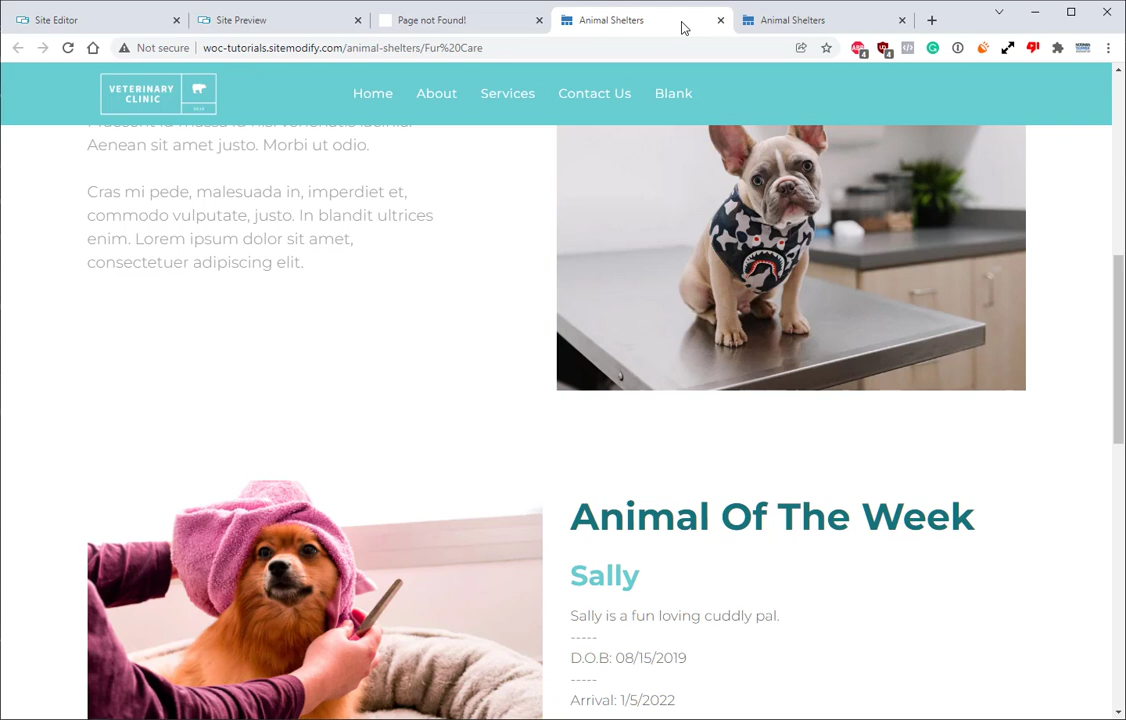 Site Editor
Site Preview
Page not Found!
Animal Shelters
Animal Shelters
Not secure
woc-tutorials.sitemodify.com/animal-shelters/Fur%20Care
4
4
VETERINARY
CLINIC
Home
About
Services
Contact Us
Blank
Aenean sit amet justo. Morbi ut odio.
Cras mi pede, malesuada in, imperdiet et,
commodo vulputate, justo. In blandit ultrices
enim. Lorem ipsum dolor sit amet,
consectetuer adipiscing elit.
Animal Of The Week
Sally
Sally is a fun loving cuddly pal.
-----
D.O.B: 08/15/2019
-----
Arrival: 1/5/2022